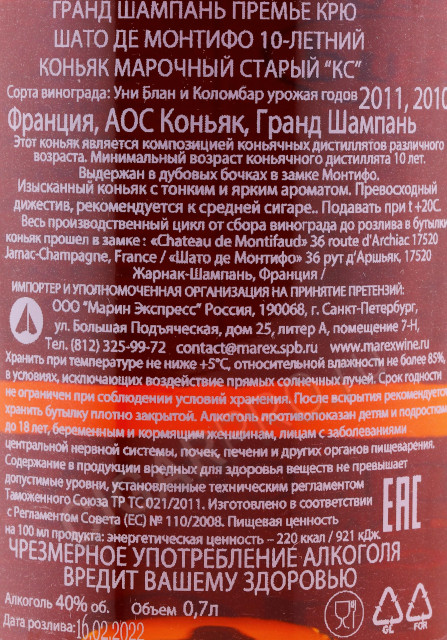 ГРАНД ШАМПАНЬ ПРЕМЬЕ КРЮ
ШАТО ДЕ МОНТИФО 10-ЛЕТНИЙ
КОНЬЯК МАРОЧНЫЙ СТАРЫЙ "КС"
Сорта винограда: Уни Блан и Коломбар урожая годов 2011, 2010
Франция, АОС Коньяк, Гранд Шампань
Этот коньяк является композицией коньячных дистиллятов различного
возраста. Минимальный возраст коньячного дистиллята 10 лет.
Выдержан в дубовых бочках в замке Монтифо.
Изысканный коньяк с тонким и ярким ароматом. Превосходный
дижестив, рекомендуется к средней сигаре.. Подавать при t +20С.
Весь производственный цикл от сбора винограда до розлива в бутылки
коньяк прошел в замке : «Chateau de Montifaud» 36 route d'Archiac 17520
Jarnac-Champagne, France / «Шато де Монтифо» 36 рут д'Аршьяк, 17520
Жарнак-Шампань, Франция /
ИМПОРТЕР И УПОЛНОМОЧЕННАЯ ОРГАНИЗАЦИЯ НА ПРИНЯТИЕ ПРЕТЕНЗИЙ:
ООО "Марин Экспресс" Россия, 190068, г. Санкт-Петербург,
ул. Большая Подъяческая, дом 25, литер А, помещение 7-Н,
Тел. (812) 325-99-72 contact@marex.spb.ru www.marexwine.ru
Хранить при температуре не ниже +5°С, относительной влажности не более 85%,
в условиях, исключающих воздействие прямых солнечных лучей. Срок годности
не ограничен при соблюдении условий хранения. После вскрытия рекомендуется
хранить бутылку плотно закрытой. Алкоголь противопоказан детям и подросткам
до 18 лет, беременным и кормящим женщинам, лицам с заболеваниями
центральной нервной системы, почек, печени и других органов пищеварения.
Содержание в продукции вредных для здоровья веществ не превышает
допустимые уровни, установленные техническим регламентом
Таможенного Союза ТР ТС 021/2011. Изготовлено в соответствии
с Регламентом Совета (ЕС) № 110/2008. Пищевая ценность
на 100 мл продукта: энергетическая ценность – 220 ккал / 921 кДж.
EAC
ЧРЕЗМЕРНОЕ УПОТРЕБЛЕНИЕ АЛКОГОЛЯ
ВРЕДИТ ВАШЕМУ ЗДОРОВЬЮ
Алкоголь 40% об. Объем 0,7л
Дата розлива: 16.02.2022
GL
FOR